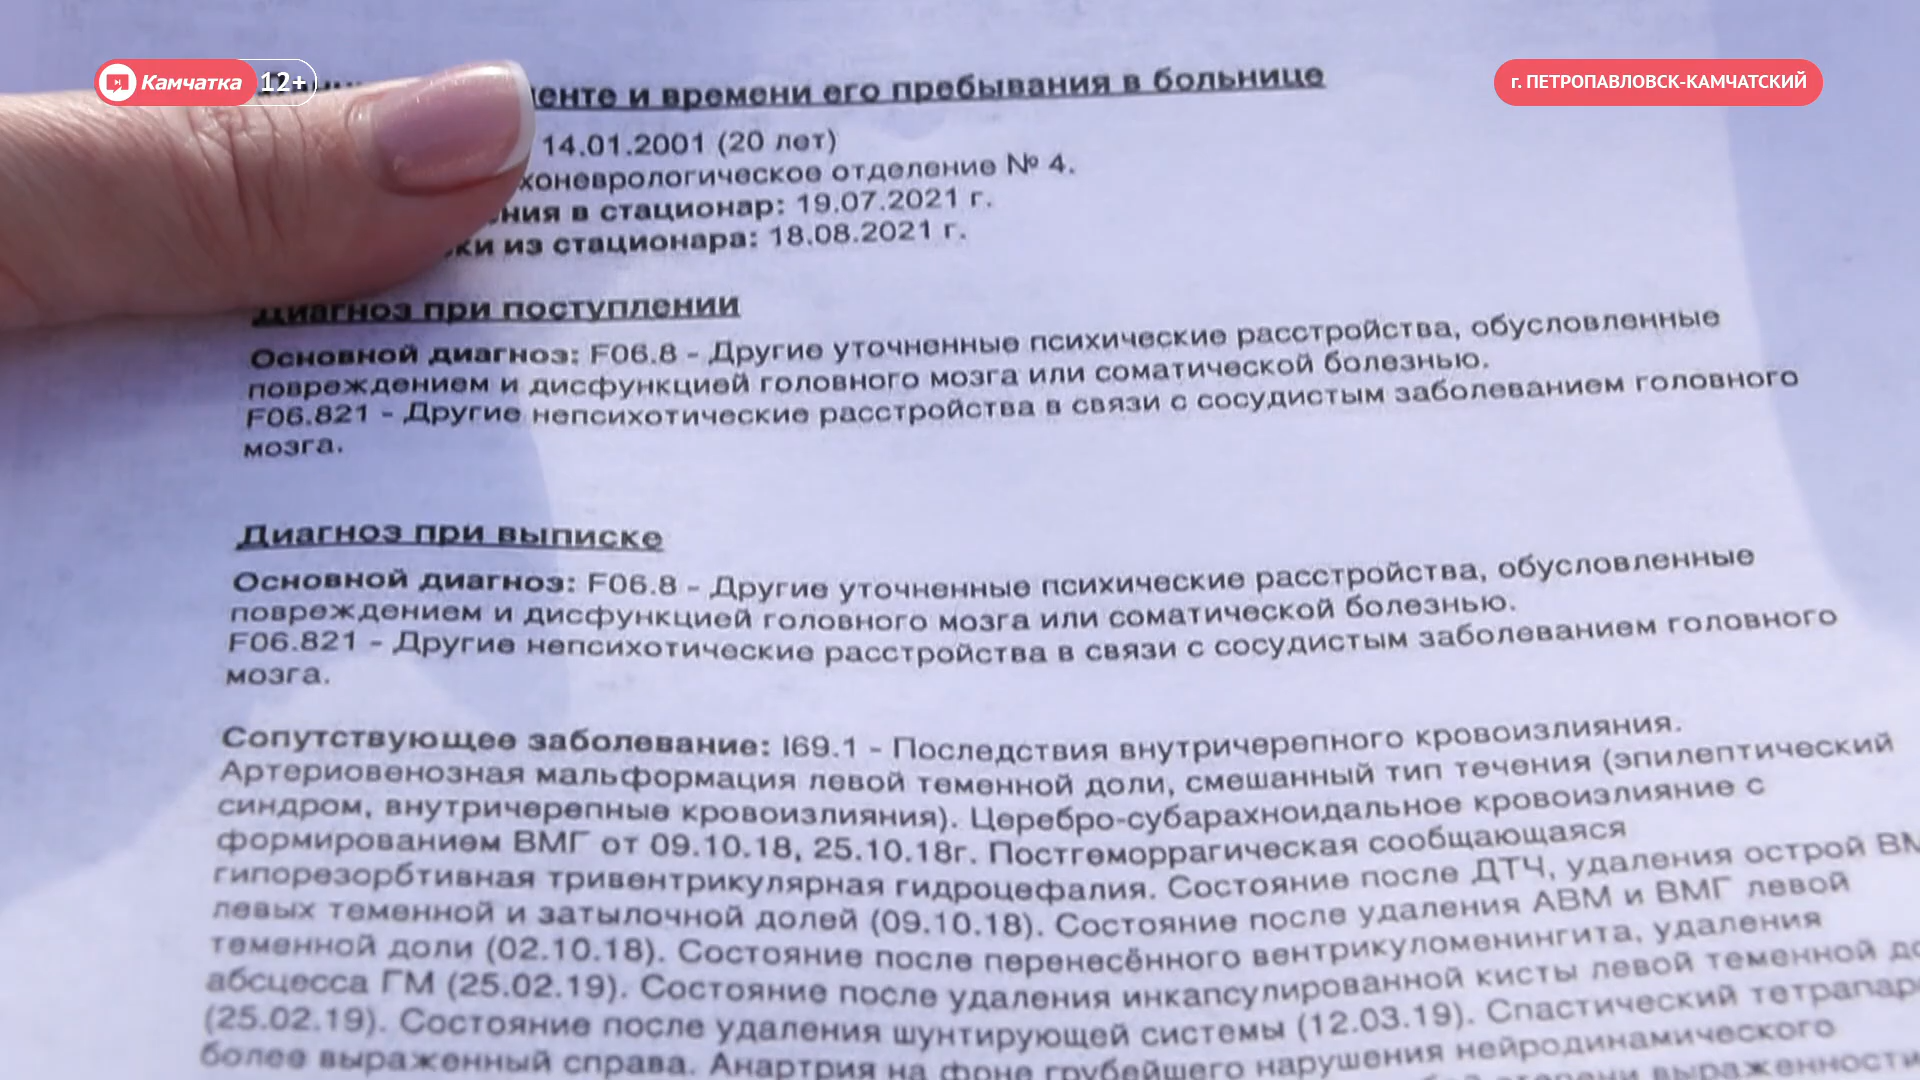 Камчатка 12+
г. ПЕТРОПАВЛОВСК-КАМЧАТСКИЙ
и времени его пребывания в больнице
14.01.2001 (20 лет)
отделение № 4.
в стационар: 19.07.2021 г.
из стационара: 18.08.2021 г.
Диагноз при поступлении
Основной диагноз: F06.8 - Другие уточненные психические расстройства, обусловленные
повреждением и дисфункцией головного мозга или соматической болезнью.
F06.821 - Другие непсихотические расстройства в связи с сосудистым заболеванием головного
мозга.
Диагноз при выписке
Основной диагноз: F06.8 - Другие уточненные психические расстройства, обусловленные
повреждением и дисфункцией головного мозга или соматической болезнью.
F06.821 - Другие непсихотические расстройства в связи с сосудистым заболеванием головного
мозга.
Сопутствующее заболевание: I69.1 - Последствия внутричерепного кровоизлияния.
Артериовенозная мальформация левой теменной доли, смешанный тип течения (эпилептический
синдром, внутричерепные кровоизлияния). Церебро-субарахноидальное кровоизлияние с
формированием ВМГ от 09.10.18, 25.10.18г. Постгеморрагическая сообщающаяся
гипорезорбтивная тривентрикулярная гидроцефалия. Состояние после ДТЧ, удаления острой
левых теменной и затылочной долей (09.10.18). Состояние после удаления АВМ и ВМГ левой
теменной доли (02.10.18). Состояние после перенесённого вентрикуломенингита, удаления
абсцесса ГМ (25.02.19). Состояние после удаления инкапсулированной кисты левой теменной
(25.02.19). Состояние после удаления шунтирующей системы (12.03.19). Спастический
более выраженный справа. Анартрия на фоне грубейшего нарушения нейродинамического